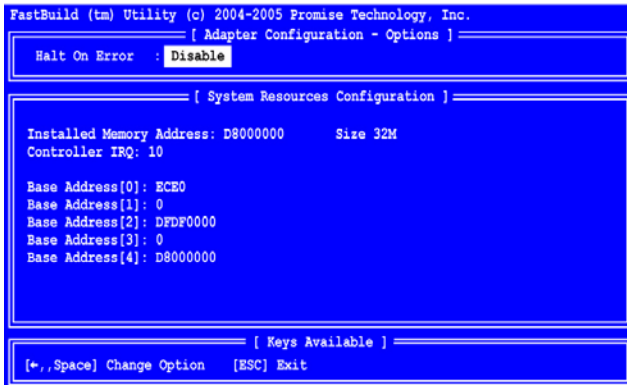 FastBuild (tm) Utility (c) 2004-2005 Promise Technology, Inc.
[ Adapter Configuration - Options ]
Halt On Error : Disable
[ System Resources Configuration ]
Installed Memory Address: D8000000 Size 32M
Controller IRQ: 10
Base Address[0]: ECE0
Base Address[1]: 0
Base Address[2]: DFDF0000
Base Address[3]: 0
Base Address[4]: D8000000
[ Keys Available ]
[←,,Space] Change Option [ESC] Exit